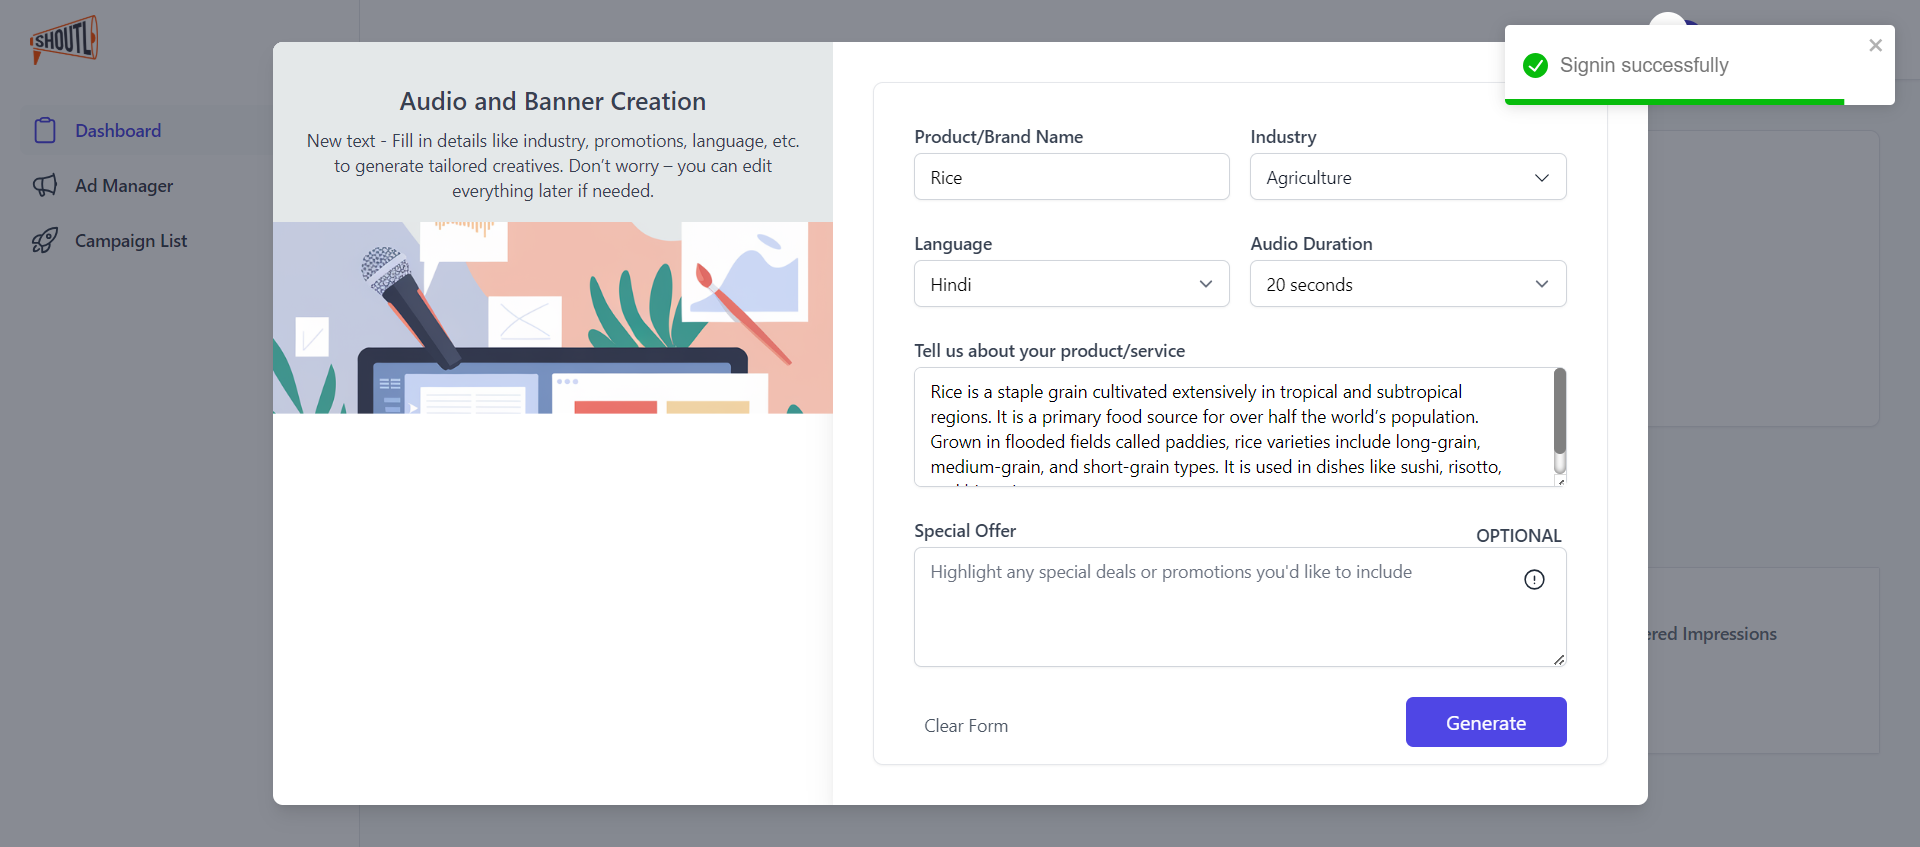 SHOUTL
Dashboard
Ad Manager
Campaign List
Audio and Banner Creation
New text - Fill in details like industry, promotions, language, etc.
to generate tailored creatives. Don’t worry – you can edit
everything later if needed.
Signin successfully
Product/Brand Name
Industry
Rice
Agriculture
Language
Audio Duration
Hindi
20 seconds
Tell us about your product/service
Rice is a staple grain cultivated extensively in tropical and subtropical
regions. It is a primary food source for over half the world’s population.
Grown in flooded fields called paddies, rice varieties include long-grain,
medium-grain, and short-grain types. It is used in dishes like sushi, risotto,
Special Offer
OPTIONAL
Highlight any special deals or promotions you'd like to include
Clear Form
Generate
ered Impressions